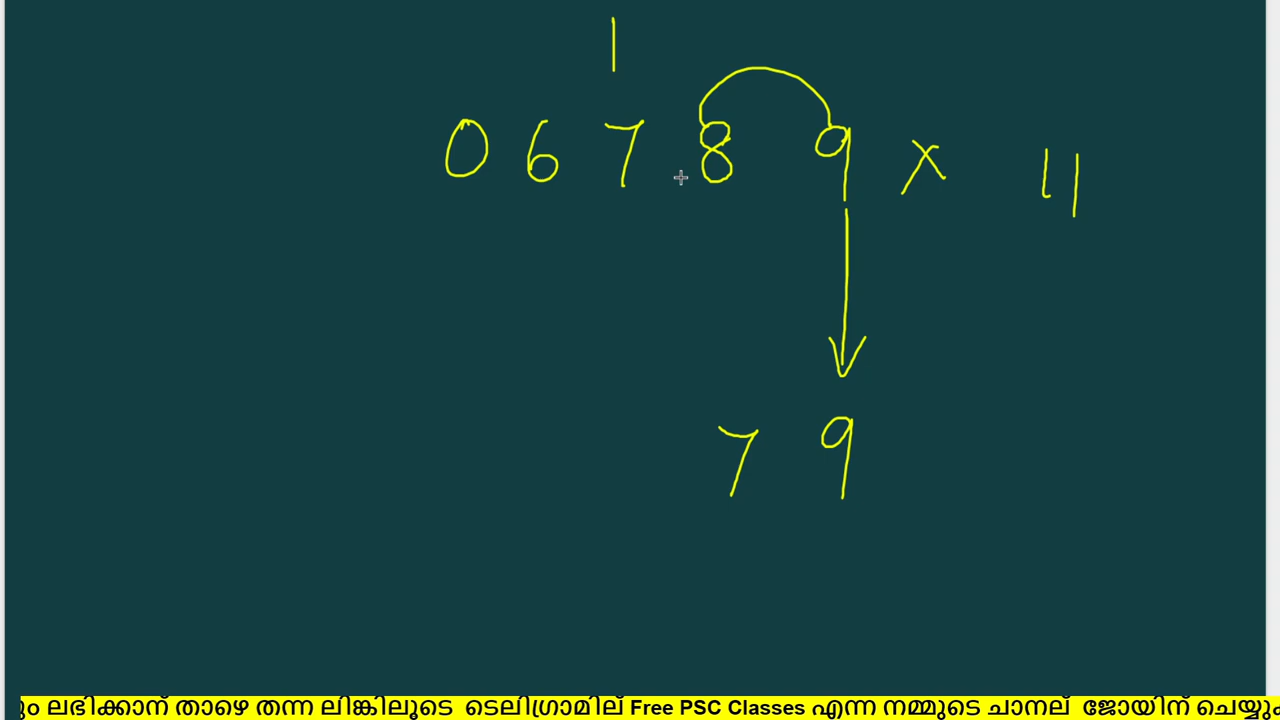 1
0 6 7 8 9 x 11
7 9
ം ലഭിക്കാന് താഴെ തന്ന ലിങ്കിലൂടെ ടെലിഗ്രാമില് Free PSC Classes എന്ന നമ്മുടെ ചാനല് ജോയിന് ചെയ്യും